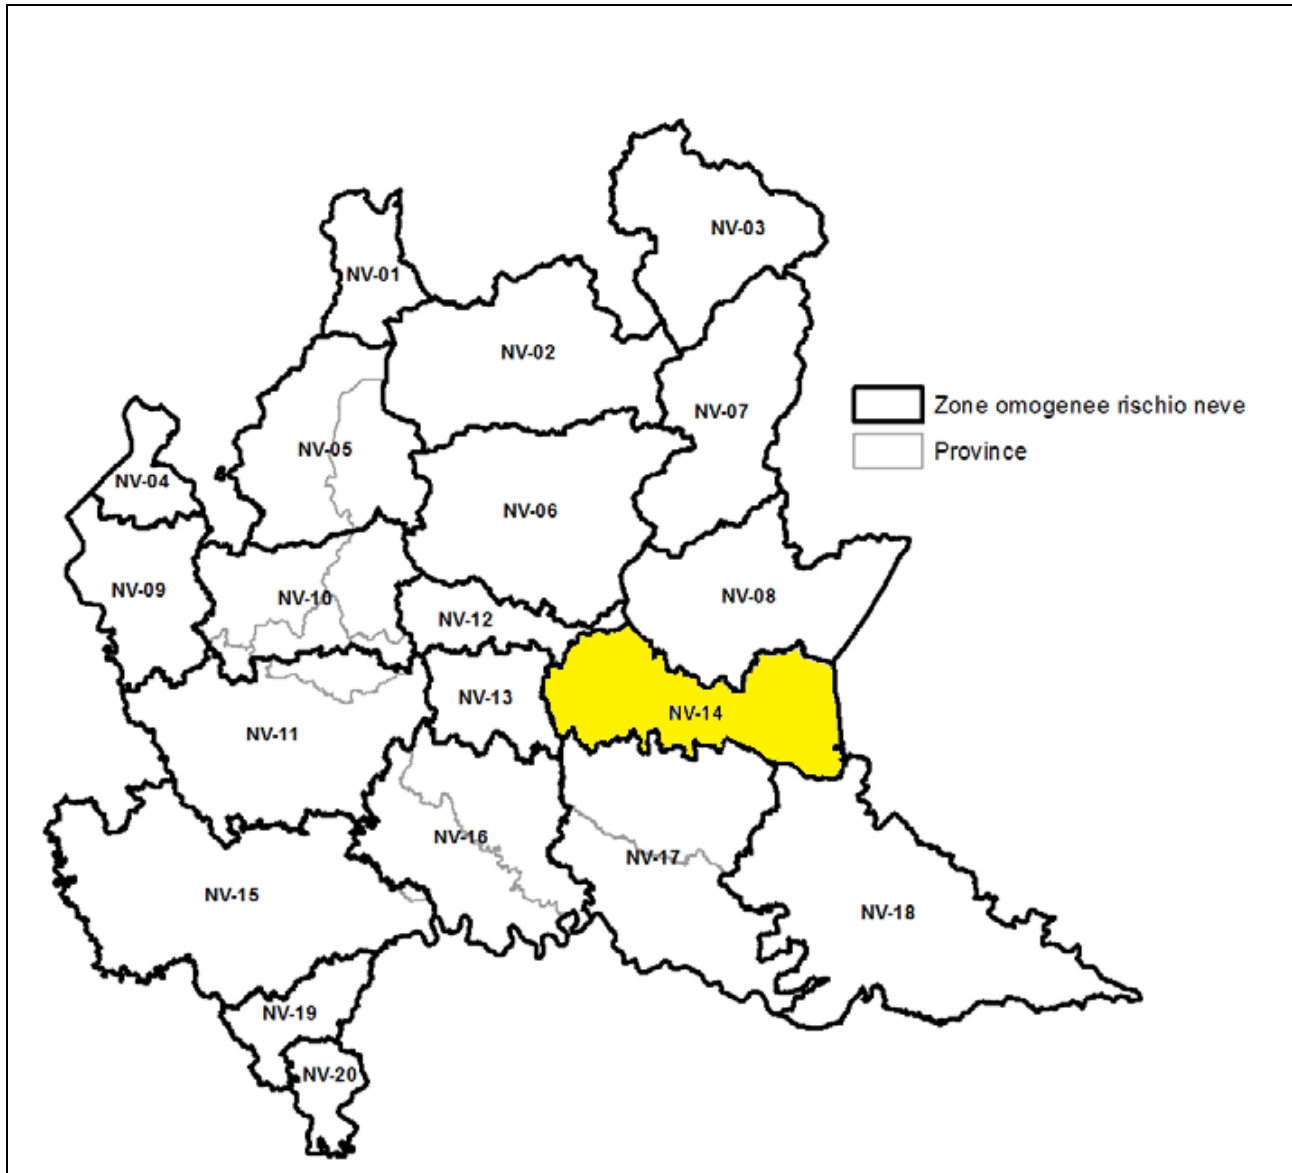 NV-03
NV-01
NV-02
NV-07
Zone omogenee rischio neve
Province
NV-05
NV-04
NV-06
NV-09
NV-10
NV-08
NV-12
NV-13
NV-14
NV-11
NV-16
NV-17
NV-15
NV-18
NV-19
NV-20